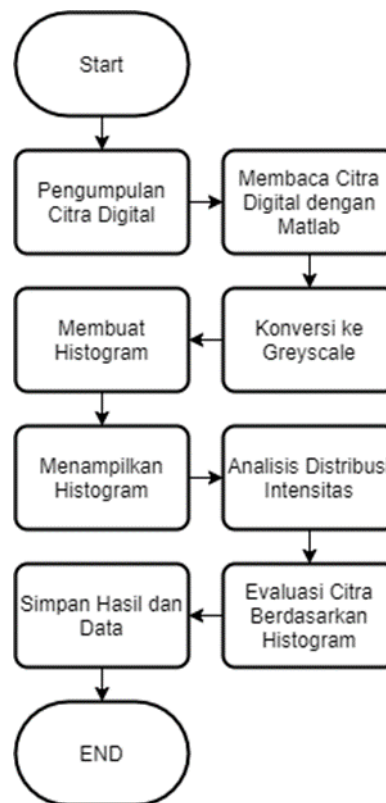 Start
Pengumpulan
Citra Digital
Membaca Citra
Digital dengan
Matlab
Konversi ke
Greyscale
Membuat
Histogram
Menampilkan
Histogram
Analisis Distribusi
Intensitas
Evaluasi Citra
Berdasarkan
Histogram
Simpan Hasil dan
Data
END